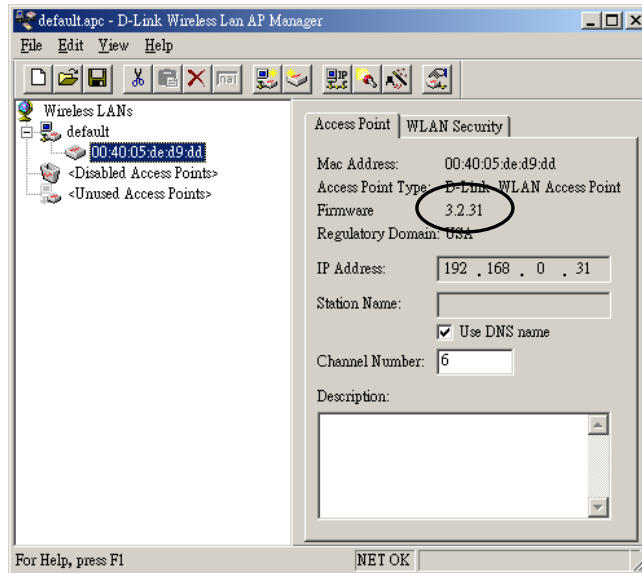 default.apc - D-Link Wireless Lan AP Manager
File Edit View Help
Wireless LANs
default
00:40:05:de:d9:dd
<Disabled Access Points>
<Unused Access Points>
Access Point
WLAN Security
Mac Address: 00:40:05:de:d9:dd
Access Point Type: D-Link WLAN Access Point
Firmware 3.2.31
Regulatory Domain: USA
IP Address: 192 . 168 . 0 . 31
Station Name:
Use DNS name
Channel Number: 6
Description:
For Help, press F1
NET OK